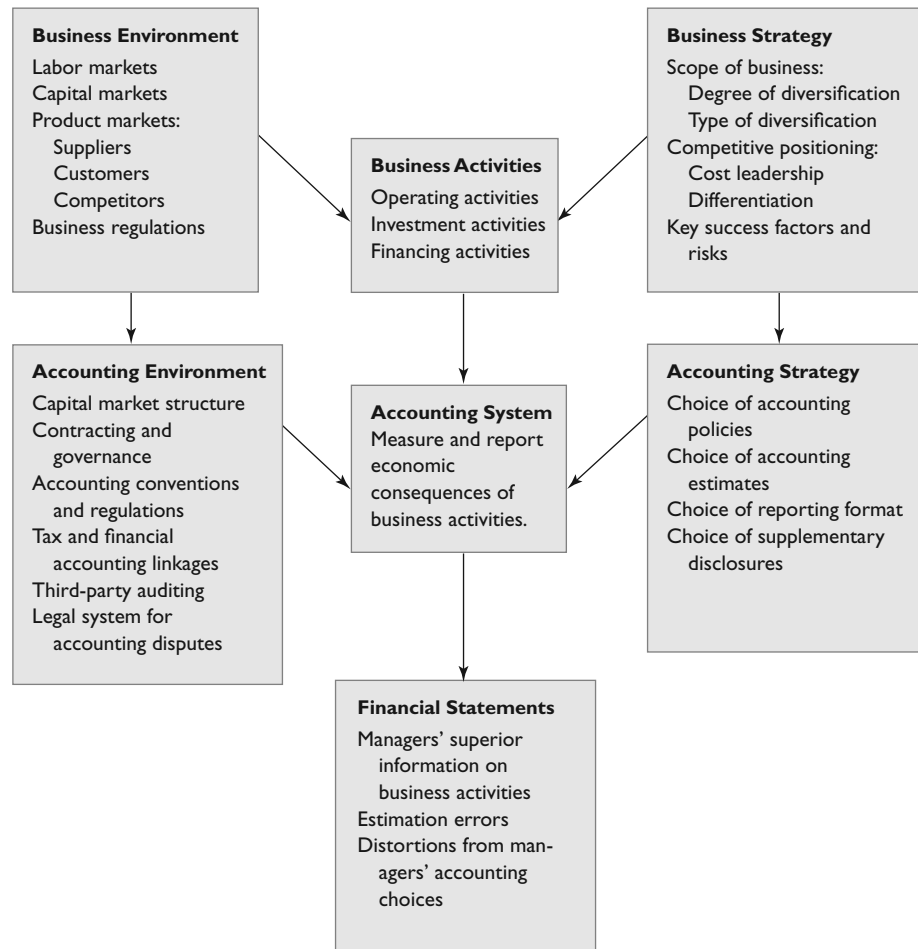 Business Environment
Labor markets
Capital markets
Product markets:
Suppliers
Customers
Competitors
Business regulations
Business Strategy
Scope of business:
Degree of diversification
Type of diversification
Competitive positioning:
Cost leadership
Differentiation
Key success factors and
risks
Business Activities
Operating activities
Investment activities
Financing activities
Accounting Environment
Capital market structure
Contracting and
governance
Accounting conventions
and regulations
Tax and financial
accounting linkages
Third-party auditing
Legal system for
accounting disputes
Accounting System
Measure and report
economic
consequences of
business activities.
Accounting Strategy
Choice of accounting
policies
Choice of accounting
estimates
Choice of reporting format
Choice of supplementary
disclosures
Financial Statements
Managers’ superior
information on
business activities
Estimation errors
Distortions from man-
agers’ accounting
choices